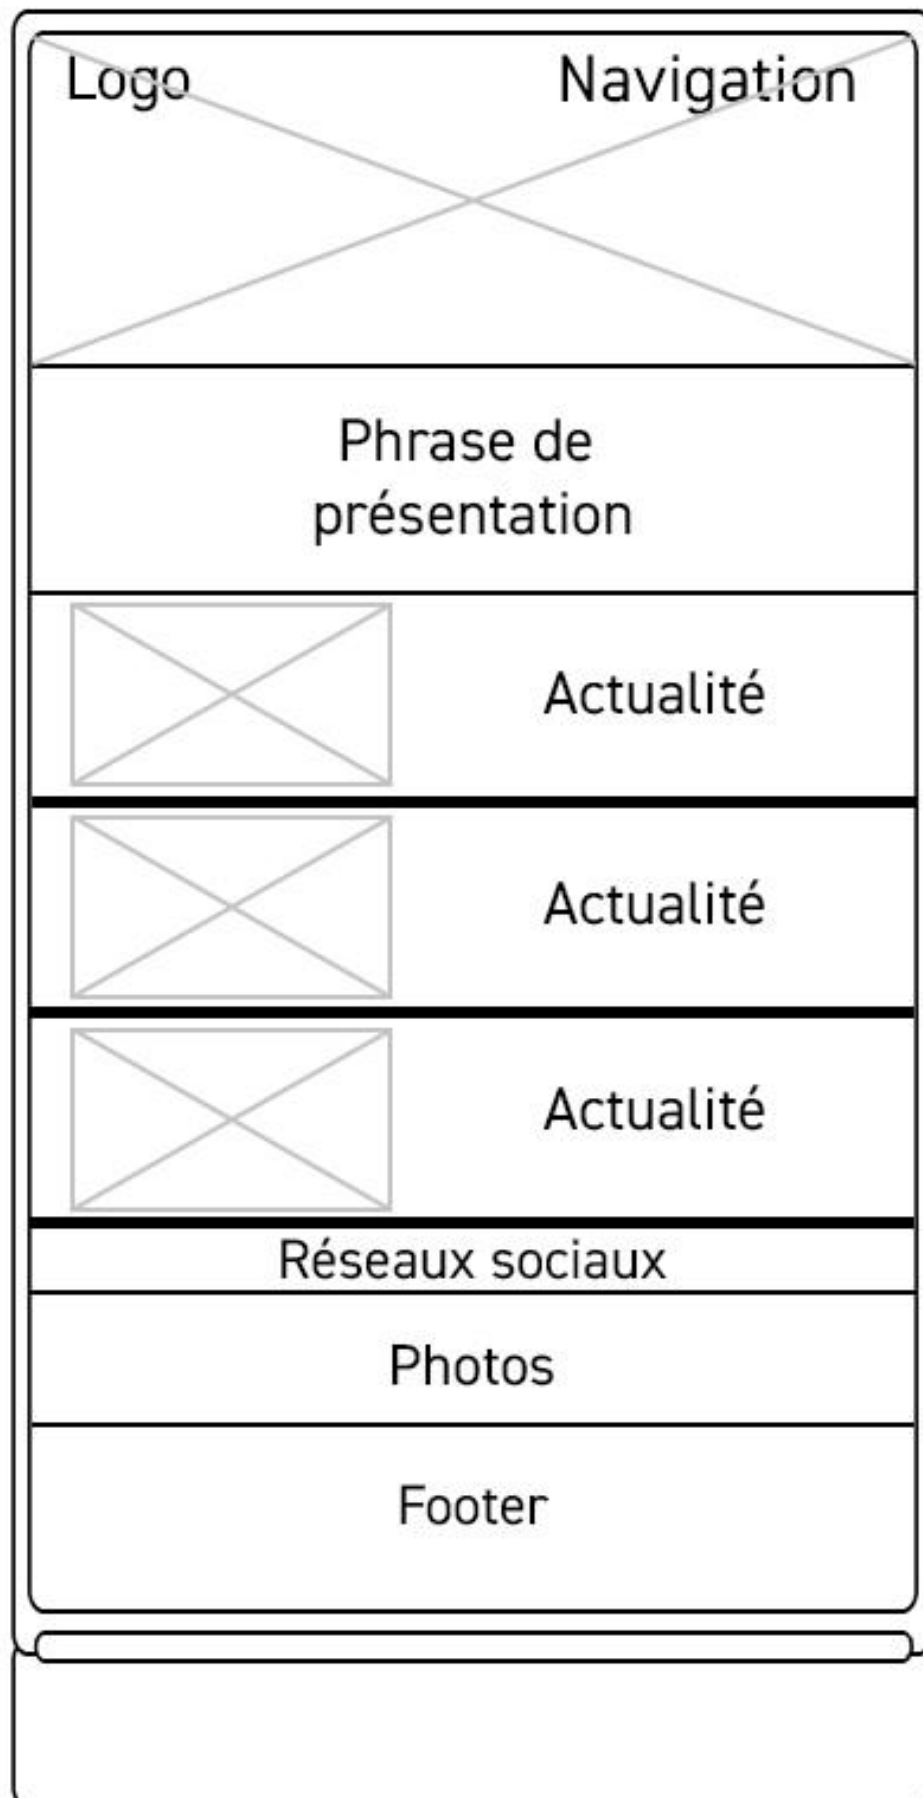 Logo
Navigation
Phrase de
présentation
Actualité
Actualité
Actualité
Réseaux sociaux
Photos
Footer